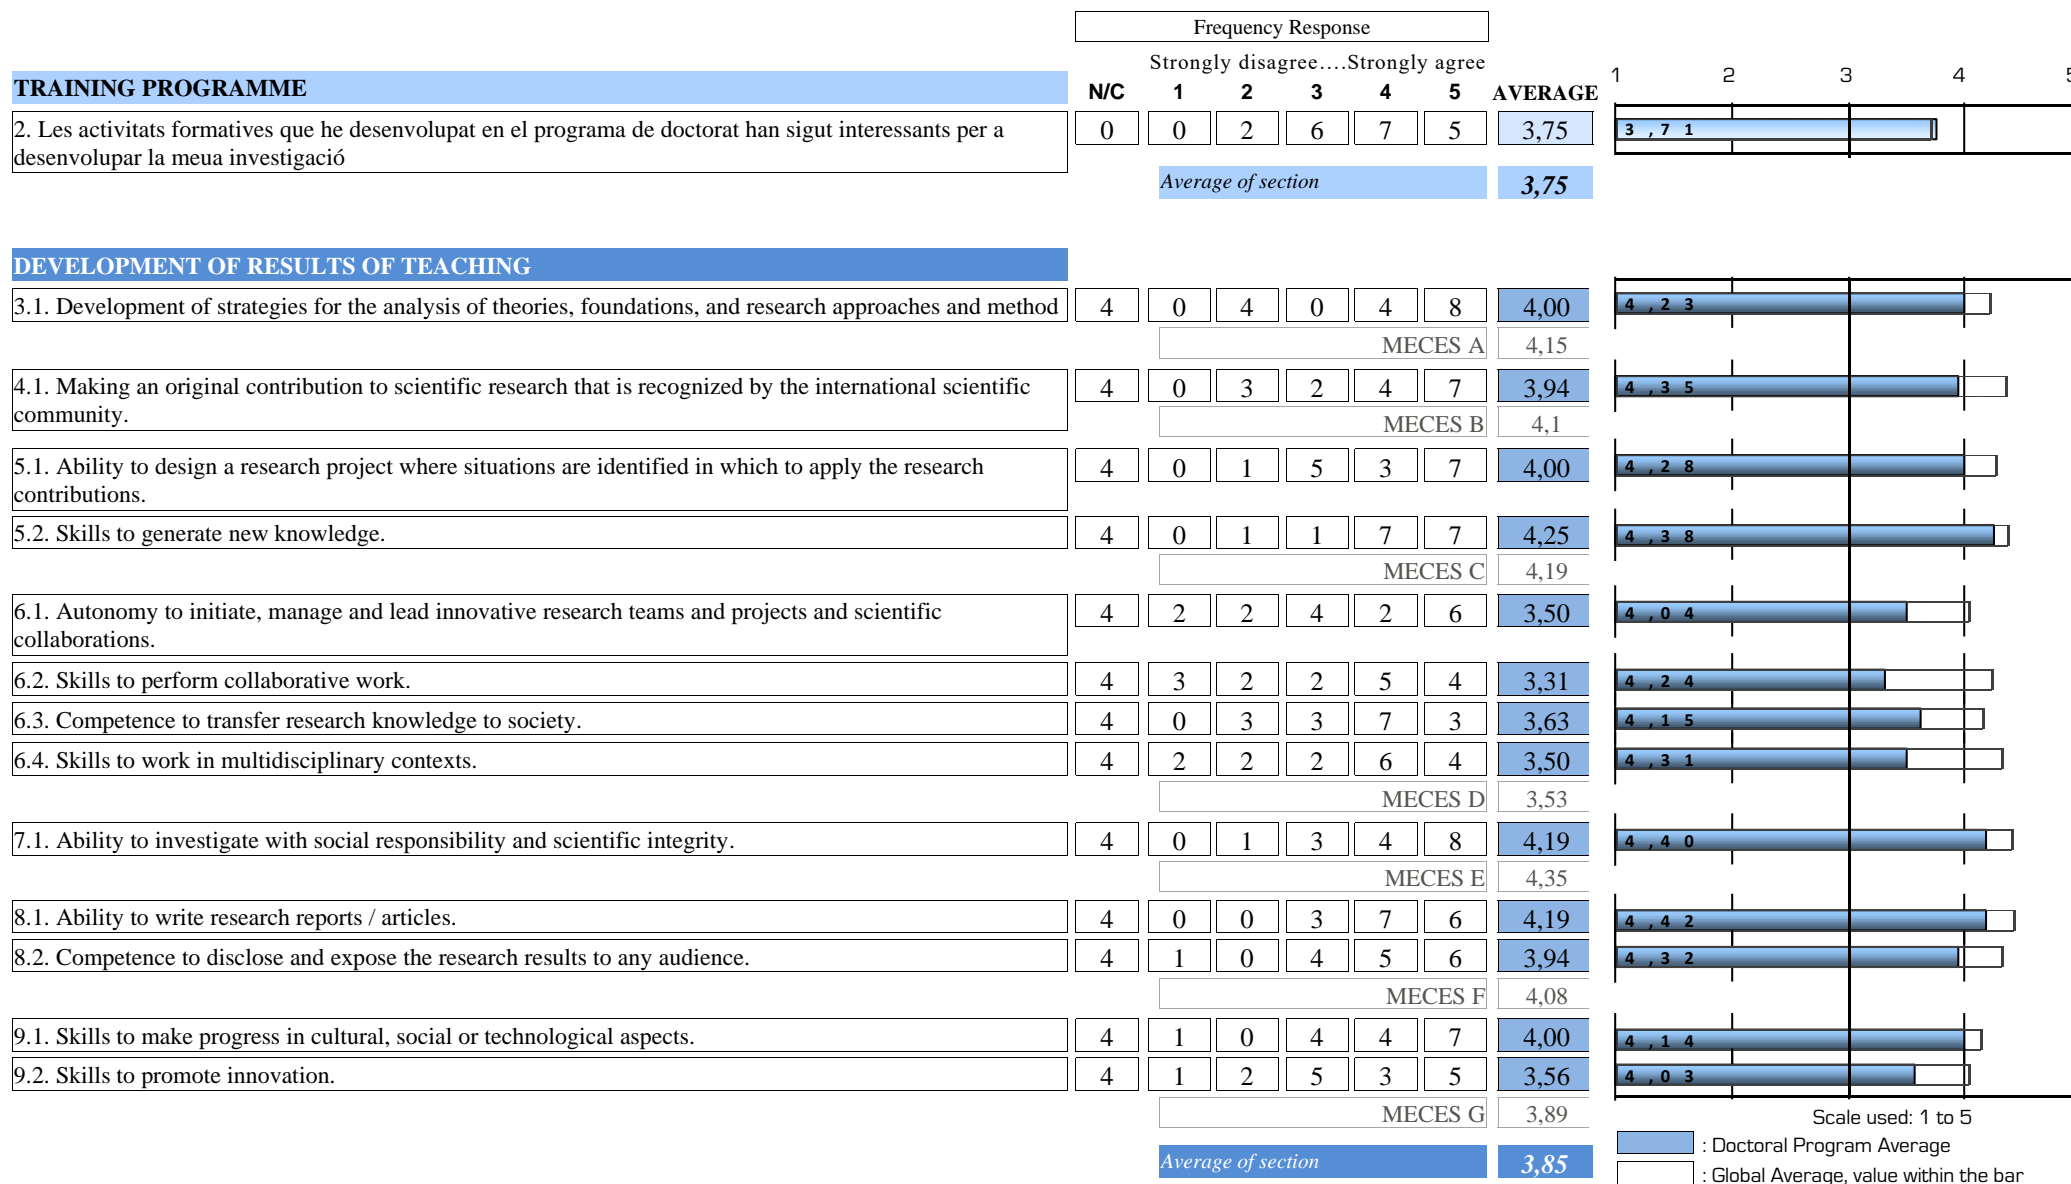 Frequency Response
Strongly disagree....Strongly agree
TRAINING PROGRAMME N/C 1 2 3 4 5 AVERAGE 1 2 3 4 5
2. Les activitats formatives que he desenvolupat en el programa de doctorat han sigut interessants per a 0 0 2 6 7 5 3,75 3,71
desenvolupar la meua investigació
Average of section 3,75
DEVELOPMENT OF RESULTS OF TEACHING
3.1. Development of strategies for the analysis of theories, foundations, and research approaches and method 4 0 4 0 4 8 4,00 4,23
MECES A 4,15
4.1. Making an original contribution to scientific research that is recognized by the international scientific 4 0 3 2 4 7 3,94 4,35
community.
MECES B 4,1
5.1. Ability to design a research project where situations are identified in which to apply the research 4 0 1 5 3 7 4,00 4,28
contributions.
5.2. Skills to generate new knowledge. 4 0 1 1 7 7 4,25 4,38
MECES C 4,19
6.1. Autonomy to initiate, manage and lead innovative research teams and projects and scientific 4 2 2 4 2 6 3,50 4,04
collaborations.
6.2. Skills to perform collaborative work. 4 3 2 2 5 4 3,31 4,24
6.3. Competence to transfer research knowledge to society. 4 0 3 3 7 3 3,63 4,15
6.4. Skills to work in multidisciplinary contexts. 4 2 2 2 6 4 3,50 4,31
MECES D 3,53
7.1. Ability to investigate with social responsibility and scientific integrity. 4 0 1 3 4 8 4,19 4,40
MECES E 4,35
8.1. Ability to write research reports / articles. 4 0 0 3 7 6 4,19 4,42
8.2. Competence to disclose and expose the research results to any audience. 4 1 0 4 5 6 3,94 4,32
MECES F 4,08
9.1. Skills to make progress in cultural, social or technological aspects. 4 1 0 4 4 7 4,00 4,14
9.2. Skills to promote innovation. 4 1 2 5 3 5 3,56 4,03
MECES G 3,89
Scale used: 1 to 5
: Doctoral Program Average
Average of section 3,85
: Global Average, value within the bar